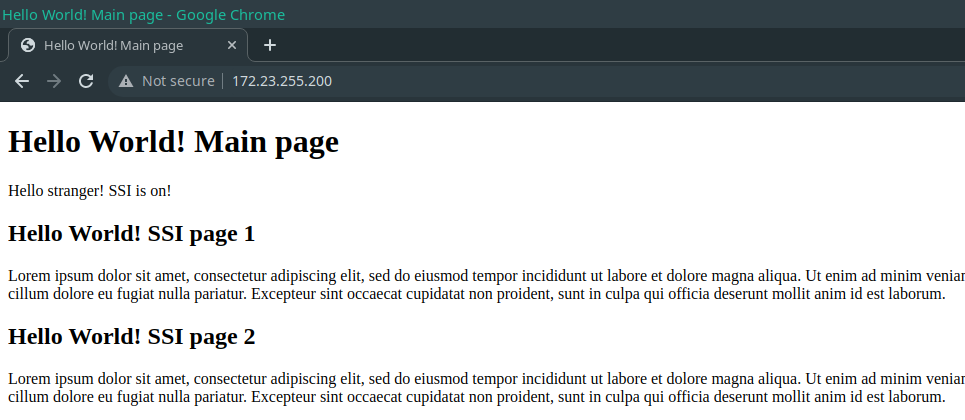 Hello World! Main page - Google Chrome
Hello World! Main page
Not secure 172.23.255.200
Hello World! Main page
Hello stranger! SSI is on!
Hello World! SSI page 1
Lorem ipsum dolor sit amet, consectetur adipiscing elit, sed do eiusmod tempor incididunt ut labore et dolore magna aliqua. Ut enim ad minim veniar
cillum dolore eu fugiat nulla pariatur. Excepteur sint occaecat cupidatat non proident, sunt in culpa qui officia deserunt mollit anim id est laborum.
Hello World! SSI page 2
Lorem ipsum dolor sit amet, consectetur adipiscing elit, sed do eiusmod tempor incididunt ut labore et dolore magna aliqua. Ut enim ad minim veniar
cillum dolore eu fugiat nulla pariatur. Excepteur sint occaecat cupidatat non proident, sunt in culpa qui officia deserunt mollit anim id est laborum.